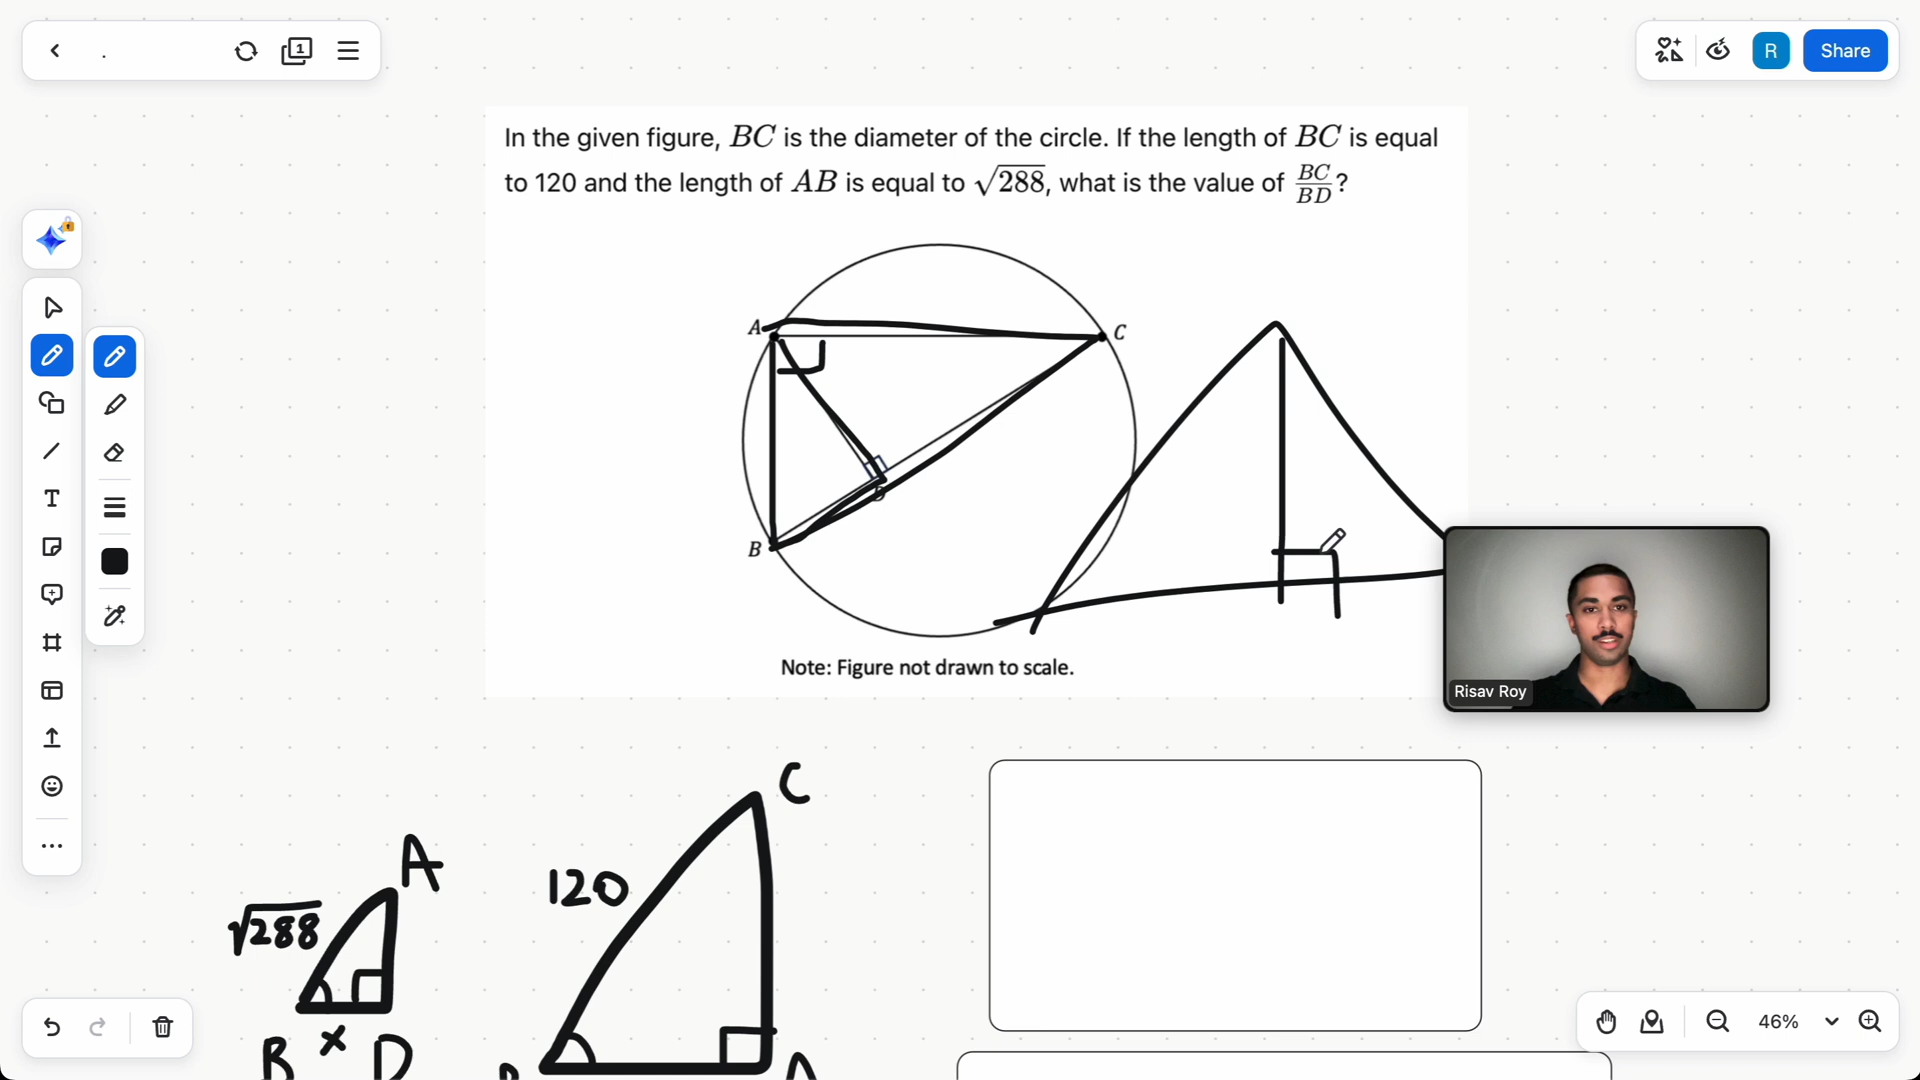 .
1
R
Share
In the given figure, BC is the diameter of the circle. If the length of BC is equal
to 120 and the length of AB is equal to √288, what is the value of BC/BD?
A
C
D
B
Note: Figure not drawn to scale.
Risav Roy
T
C
A
120
√288
B x D
46%